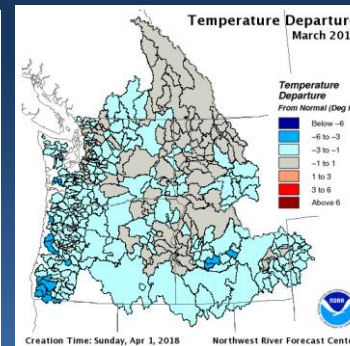 Temperature Departur
March 201
Temperature
Departure
From Normal (Deg
Below -6
-6 to -3
-3 to -1
-1 to 1
1 to 3
3 to 6
Above 6
NOAA
Creation Time: Sunday, Apr 1, 2018
Northwest River Forecast Cent